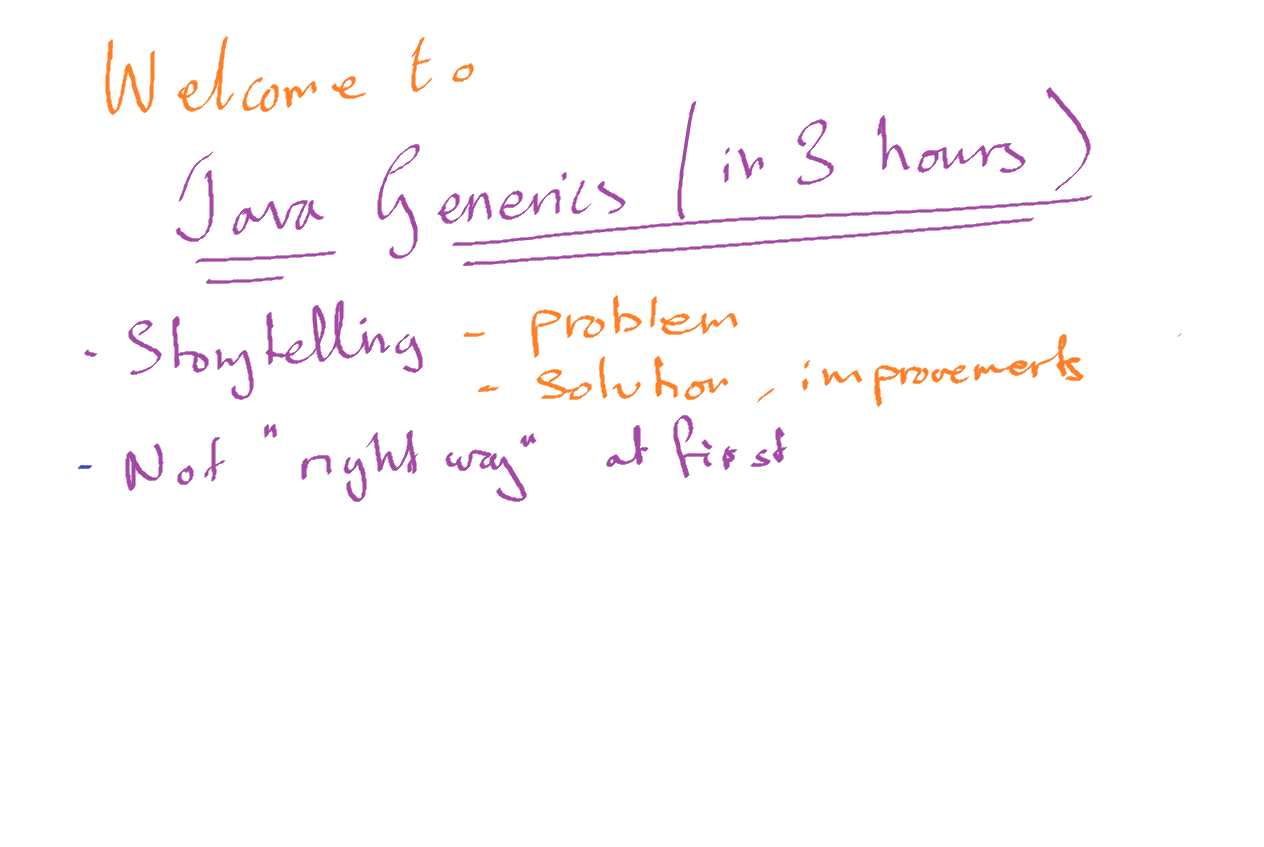 Welcome to
Java Generics (in 3 hours)
- Storytelling - problem
- Solution, improvements
- Not "right way" at first